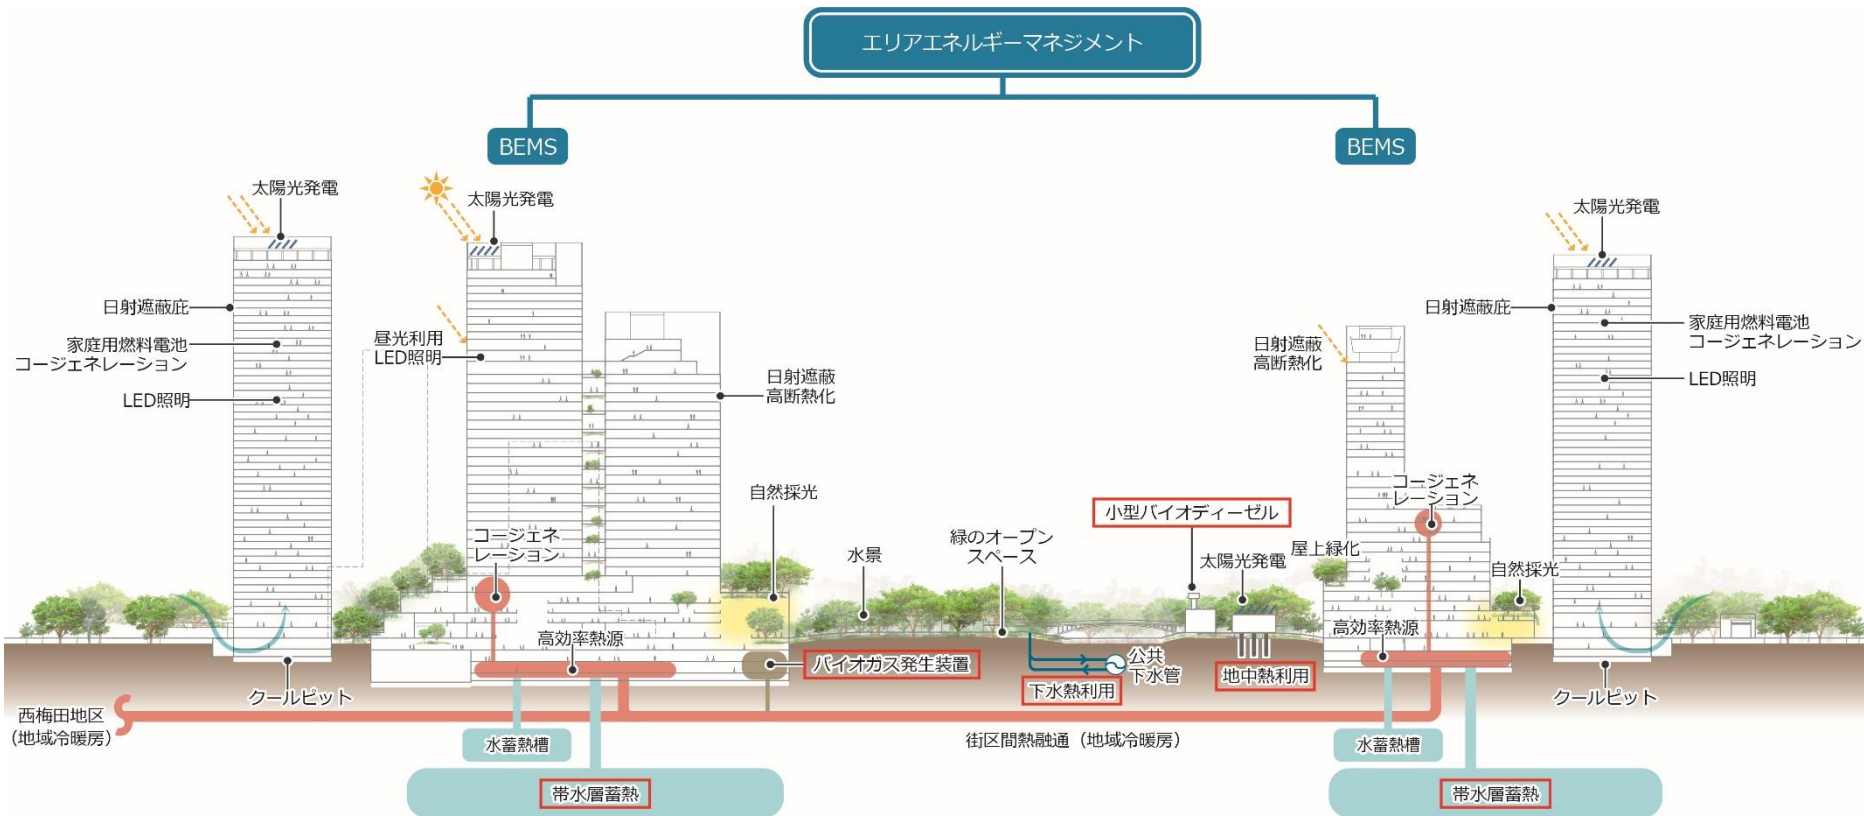 エリアエネルギーマネジメント
BEMS
BEMS
太陽光発電
太陽光発電
太陽光発電
日射遮蔽庇
家庭用燃料電池
コージェネレーション
LED照明
昼光利用
LED照明
日射遮蔽
高断熱化
日射遮蔽
高断熱化
日射遮蔽庇
家庭用燃料電池
コージェネレーション
LED照明
コージェネ
レーション
自然採光
水景
緑のオープン
スペース
小型バイオディーゼル
太陽光発電
屋上緑化
コージェネ
レーション
自然採光
高効率熱源
バイオガス発生装置
下水熱利用
公共
下水管
地中熱利用
高効率熱源
クールピット
クールピット
西梅田地区
(地域冷暖房)
水蓄熱槽
街区間熱融通(地域冷暖房)
水蓄熱槽
帯水層蓄熱
帯水層蓄熱